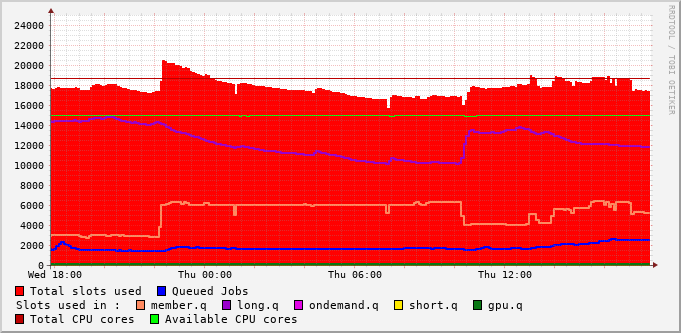 RRDTOOL / TOBI OETIKER
24000
22000
20000
18000
16000
14000
12000
10000
8000
6000
4000
2000
0
Wed 18:00 Thu 00:00 Thu 06:00 Thu 12:00
Total slots used Queued Jobs
Slots used in : member.q long.q ondemand.q short.q gpu.q
Total CPU cores Available CPU cores